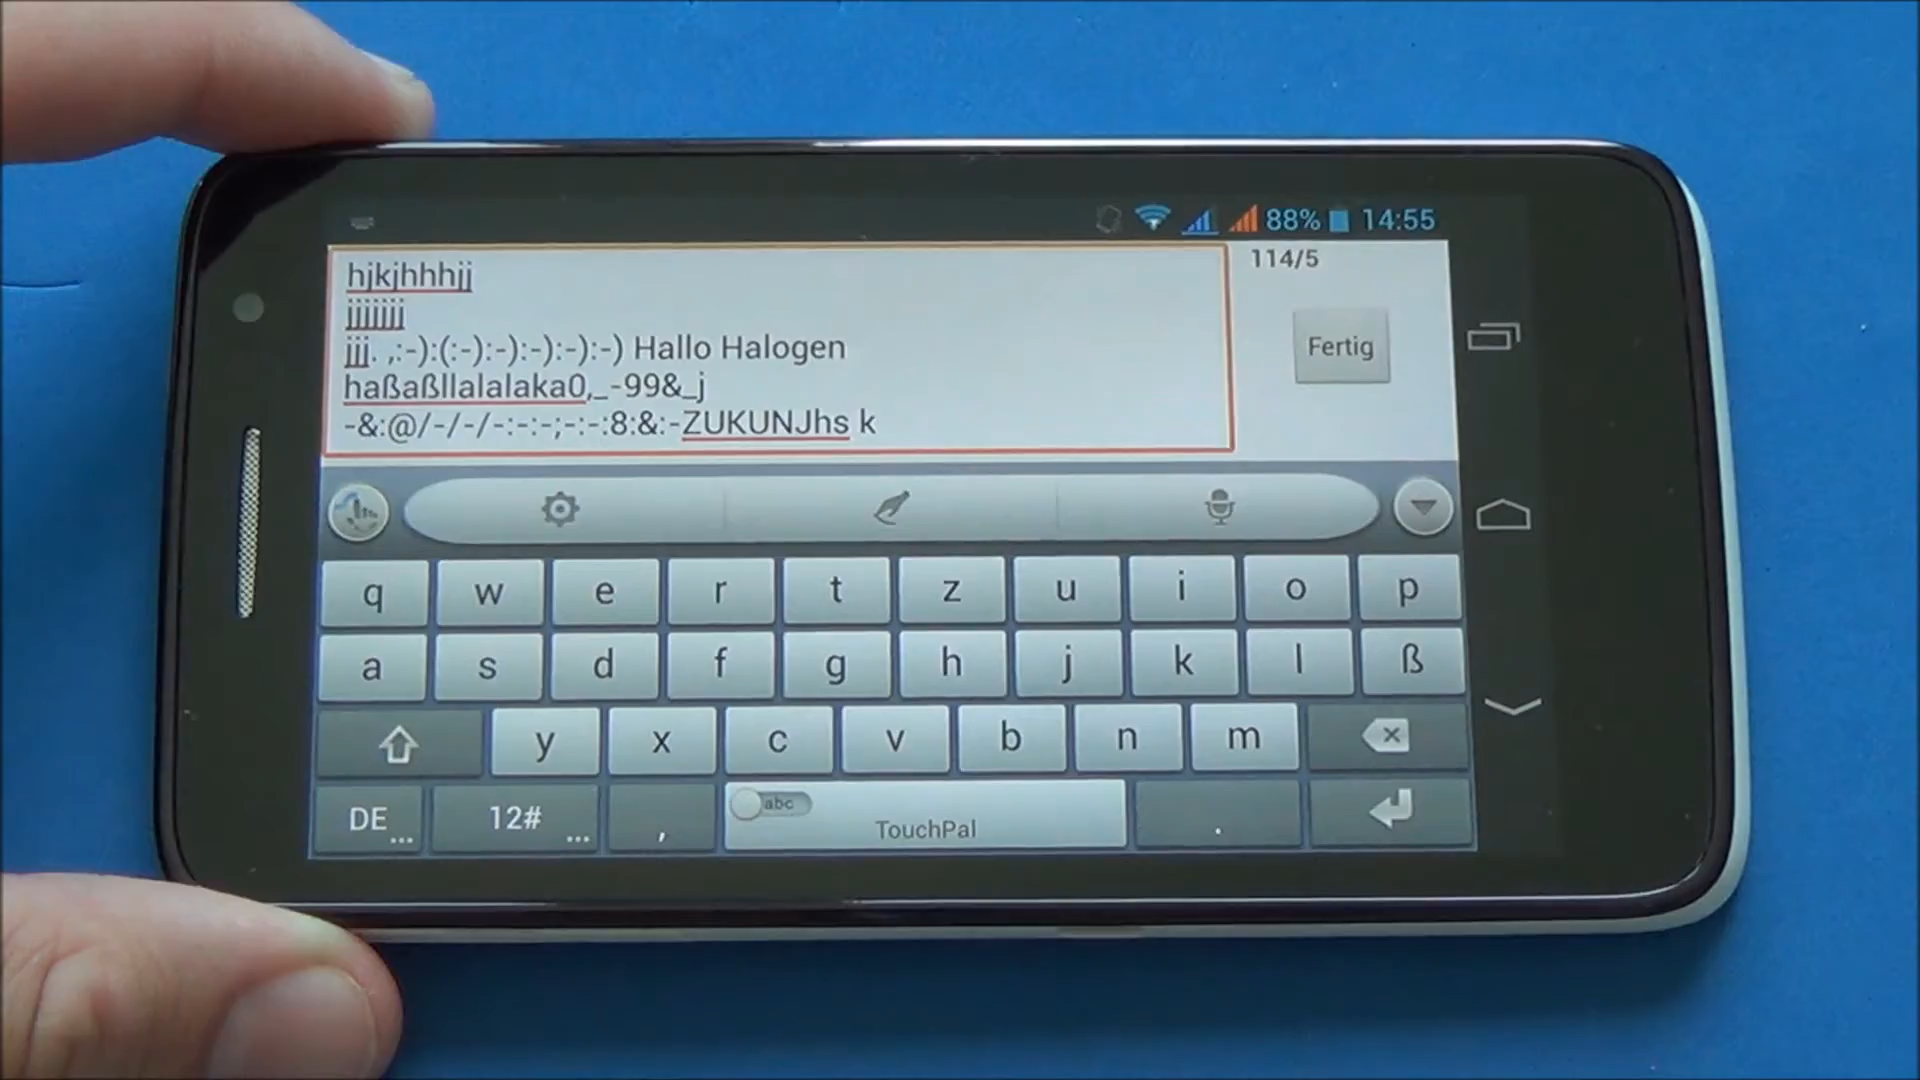 88% 14:55
hjkjhhhjj
jjjjjjj
jjj. ,:-):(:-):-):-):-):-) Hallo Halogen
haßaßllalalaka0,_-99&_j
-&:@/-/-/-:-:-;-:-:8:&:-ZUKUNJhs k
114/5
Fertig
q w e r t z u i o p
a s d f g h j k l ß
y x c v b n m
DE ... 12# ... , abc TouchPal .